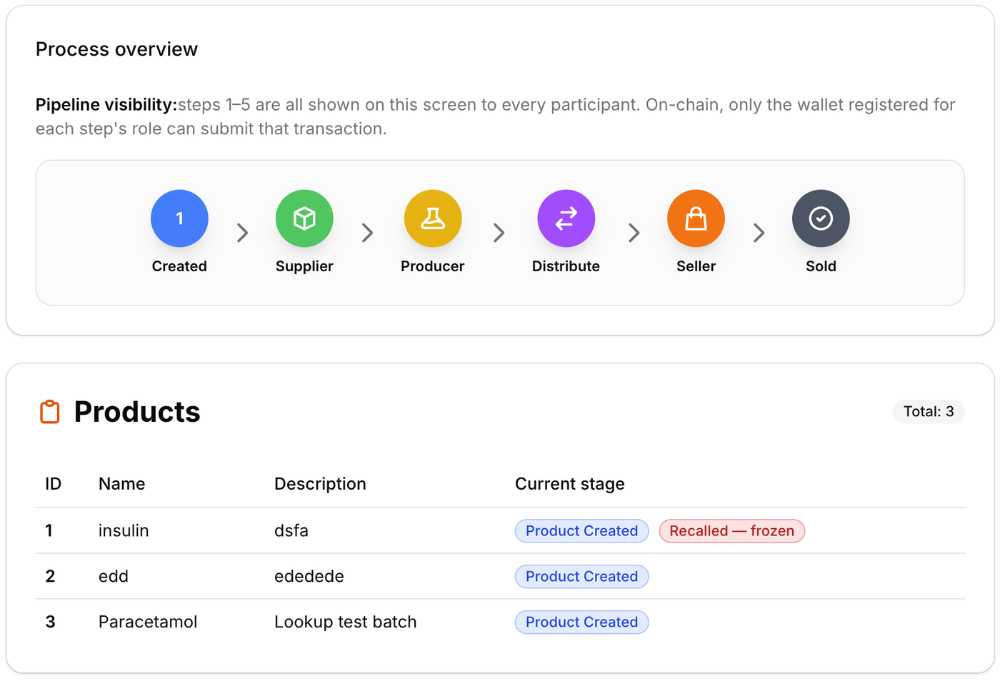 Process overview
Pipeline visibility:steps 1–5 are all shown on this screen to every participant. On-chain, only the wallet registered for
each step's role can submit that transaction.
1
Created
Supplier
Producer
Distribute
Seller
Sold
Products
Total: 3
ID Name Description Current stage
1 insulin dsfa Product Created Recalled — frozen
2 edd ededede Product Created
3 Paracetamol Lookup test batch Product Created